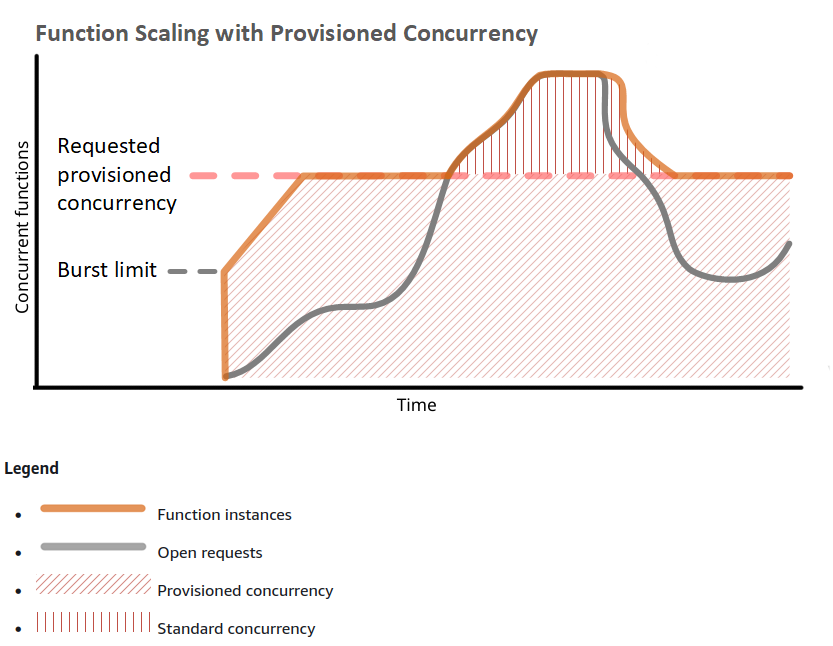 Function Scaling with Provisioned Concurrency
Concurrent functions
Requested
provisioned
concurrency
Burst limit
Time
Legend
Function instances
Open requests
Provisioned concurrency
Standard concurrency